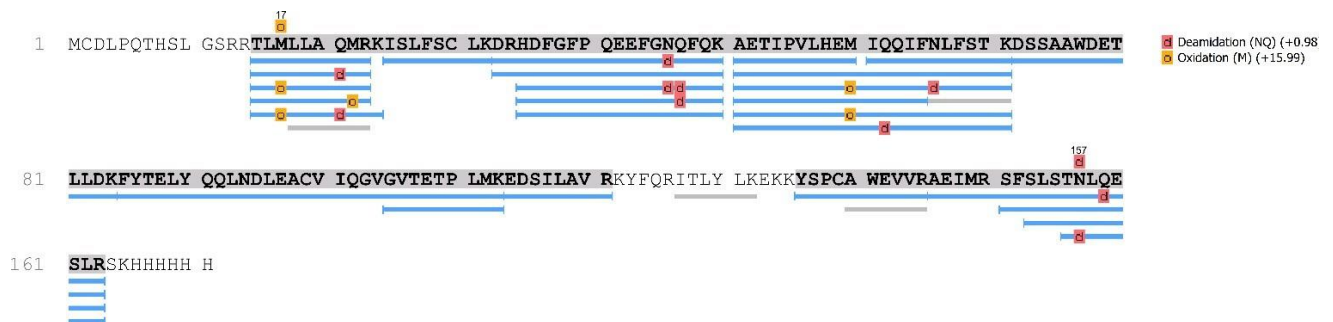 17
1 MCDLPQTHSL GSRRTLMLLA QMRKISLFSC LKDRHDFGFP QEEFGNQFQK AETIPVLHEM IQQIFNLFST KDSSAAWDET
d Deamidation (NQ) (+0.98
o Oxidation (M) (+15.99)
d
d
o d d o d
o d
o d o
d
157
d
81 LLDKFYTELY QQLNDLEACV IQGVGVTETP LMKEDSILAV RKYFQRITLY LKEKKYSPCA WEVVRAEIMR SFSLSTNLQE
d
d
161 SLRSKHHHHH H